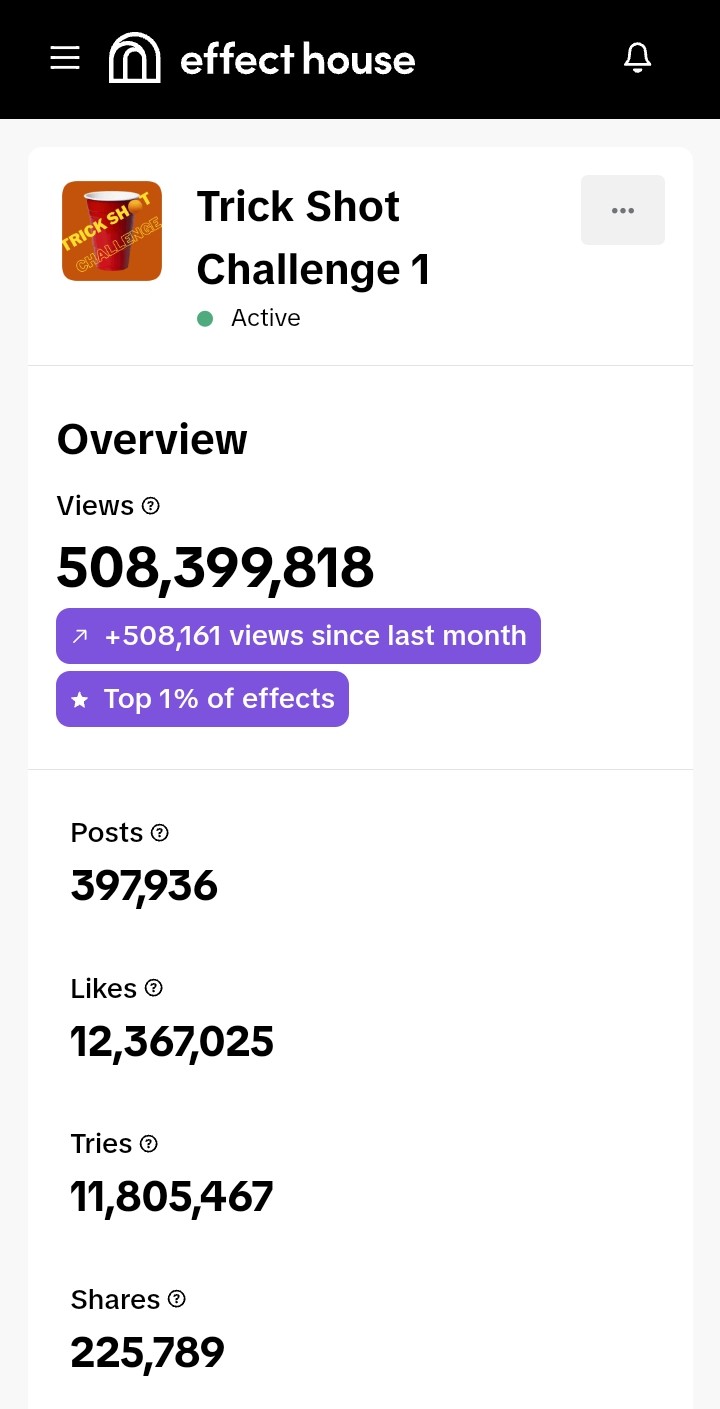 effect house
TRICK SHOT
CHALLENGE
Trick Shot
Challenge 1
Active
Overview
Views
508,399,818
+508,161 views since last month
Top 1% of effects
Posts
397,936
Likes
12,367,025
Tries
11,805,467
Shares
225,789